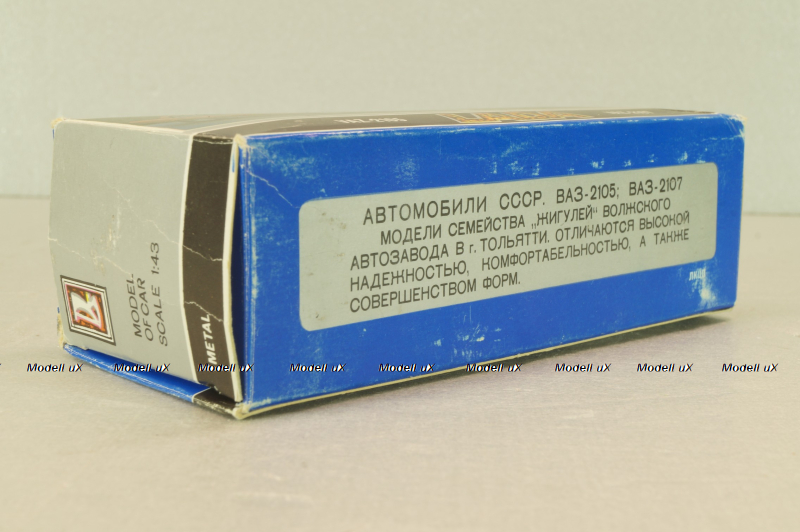 АВТОМОБИЛИ СССР. ВАЗ-2105; ВАЗ-2107
МОДЕЛИ СЕМЕЙСТВА „ЖИГУЛЕЙ" ВОЛЖСКОГО
АВТОЗАВОДА В г. ТОЛЬЯТТИ. ОТЛИЧАЮТСЯ ВЫСОКОЙ
НАДЕЖНОСТЬЮ, КОМФОРТАБЕЛЬНОСТЬЮ, А ТАКЖЕ
СОВЕРШЕНСТВОМ ФОРМ.
MODEL-
OF CAR
SCALE 1:43
METAL
Modell uX Modell uX Modell uX Modell uX Modell uX Modell uX Modell uX Modell uX